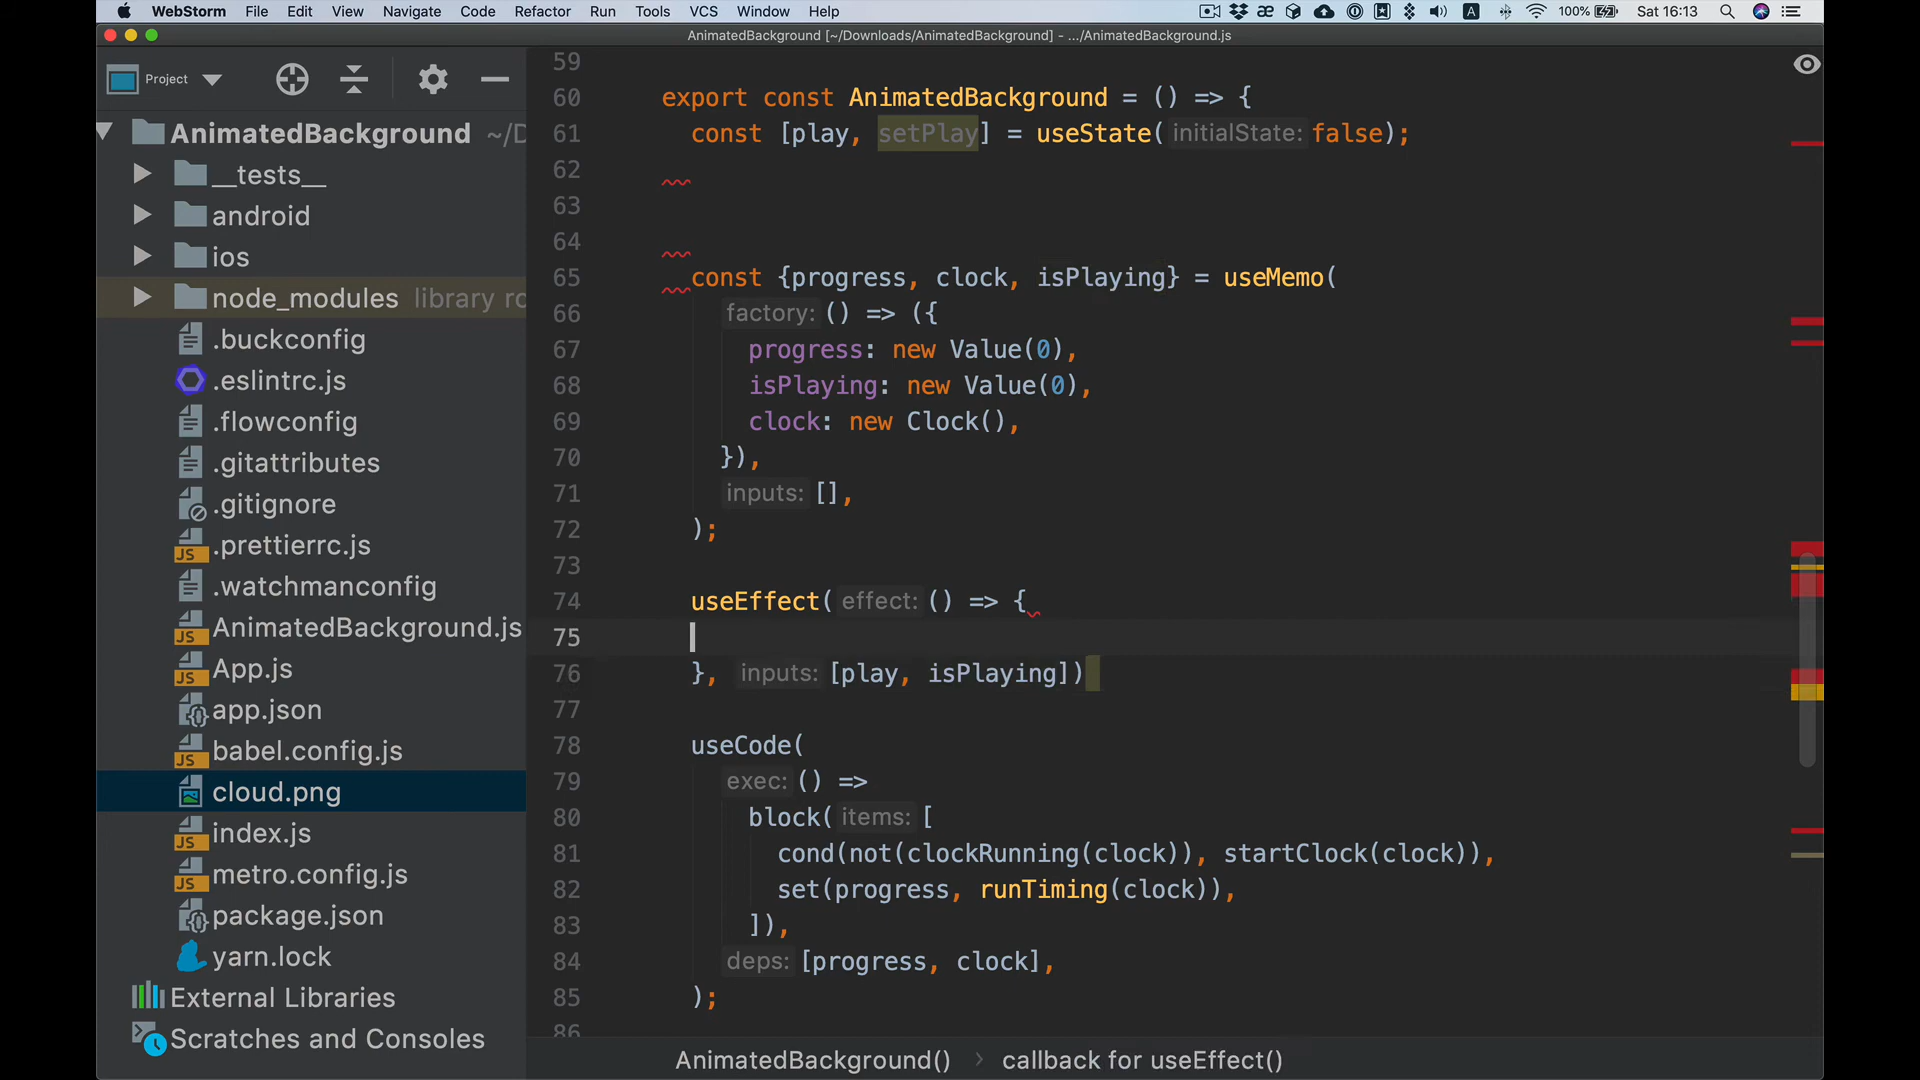 WebStorm File Edit View Navigate Code Refactor Run Tools VCS Window Help 100% Sat 16:13
AnimatedBackground [~/Downloads/AnimatedBackground] - .../AnimatedBackground.js
Project
AnimatedBackground ~/D
__tests__
android
ios
node_modules library ro
.buckconfig
.eslintrc.js
.flowconfig
.gitattributes
.gitignore
.prettierrc.js
.watchmanconfig
AnimatedBackground.js
App.js
app.json
babel.config.js
cloud.png
index.js
metro.config.js
package.json
yarn.lock
External Libraries
Scratches and Consoles
59
60 export const AnimatedBackground = () => {
61 const [play, setPlay] = useState( initialState: false);
62
63
64
65 const {progress, clock, isPlaying} = useMemo(
66 factory: () => ({
67 progress: new Value(0),
68 isPlaying: new Value(0),
69 clock: new Clock(),
70 }),
71 inputs: [],
72 );
73
74 useEffect( effect: () => {
75
76 }, inputs: [play, isPlaying])
77
78 useCode(
79 exec: () =>
80 block( items: [
81 cond(not(clockRunning(clock)), startClock(clock)),
82 set(progress, runTiming(clock)),
83 ]),
84 deps: [progress, clock],
85 );
86
AnimatedBackground() › callback for useEffect()